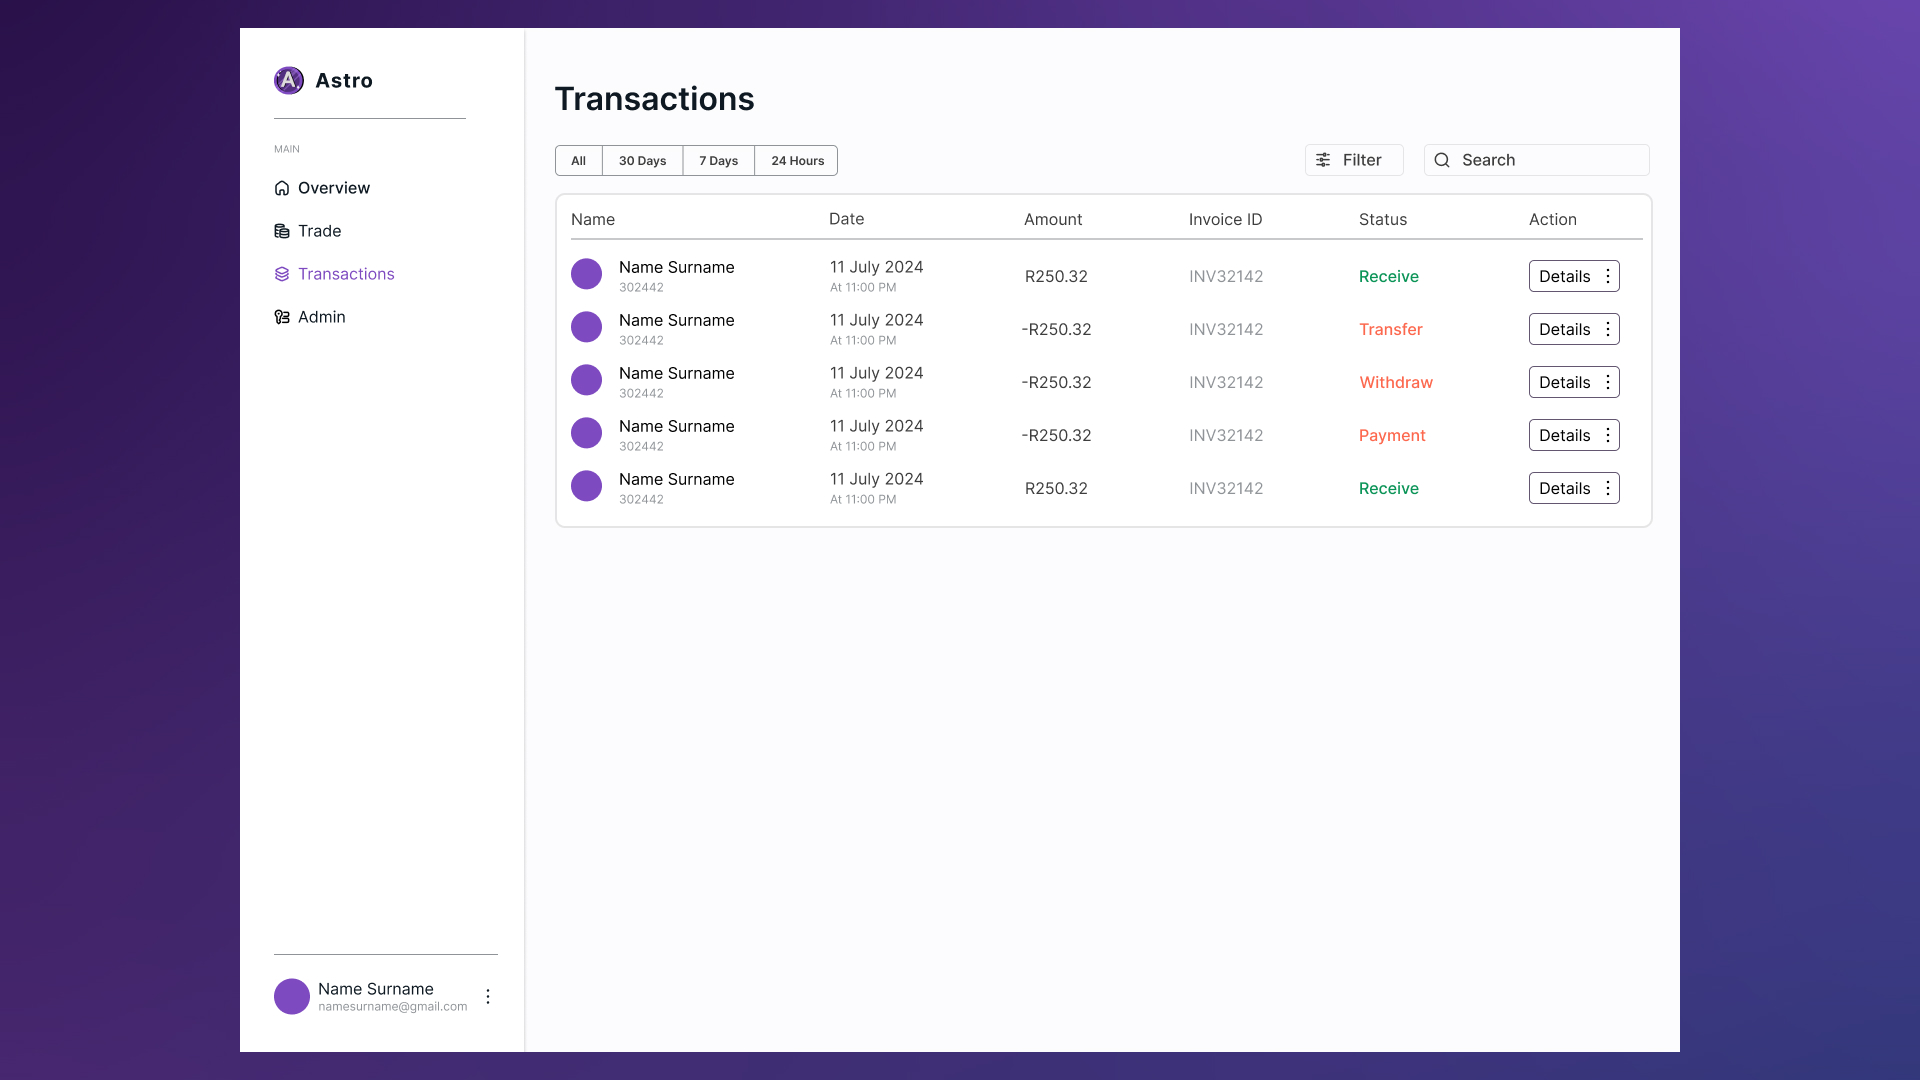 Astro
MAIN
Overview
Trade
Transactions
Admin
Name Surname
namesurname@gmail.com
Transactions
All 30 Days 7 Days 24 Hours
Filter
Search
Name Date Amount Invoice ID Status Action
Name Surname
302442
11 July 2024
At 11:00 PM
R250.32
INV32142
Receive
Details
Name Surname
302442
11 July 2024
At 11:00 PM
-R250.32
INV32142
Transfer
Details
Name Surname
302442
11 July 2024
At 11:00 PM
-R250.32
INV32142
Withdraw
Details
Name Surname
302442
11 July 2024
At 11:00 PM
-R250.32
INV32142
Payment
Details
Name Surname
302442
11 July 2024
At 11:00 PM
R250.32
INV32142
Receive
Details